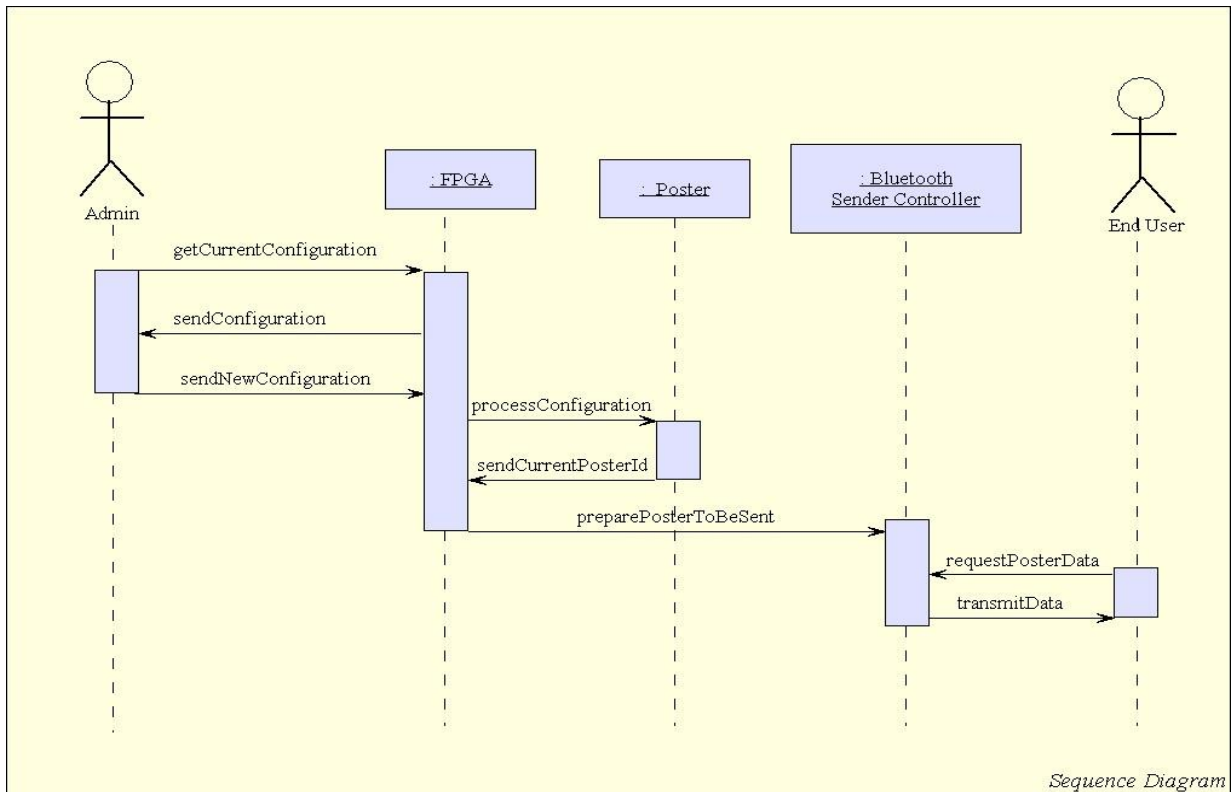 Admin
: FPGA
: Poster
: Bluetooth
Sender Controller
End User
getCurrentConfiguration
sendConfiguration
sendNewConfiguration
processConfiguration
sendCurrentPosterId
preparePosterToBeSent
requestPosterData
transmitData
Sequence Diagram